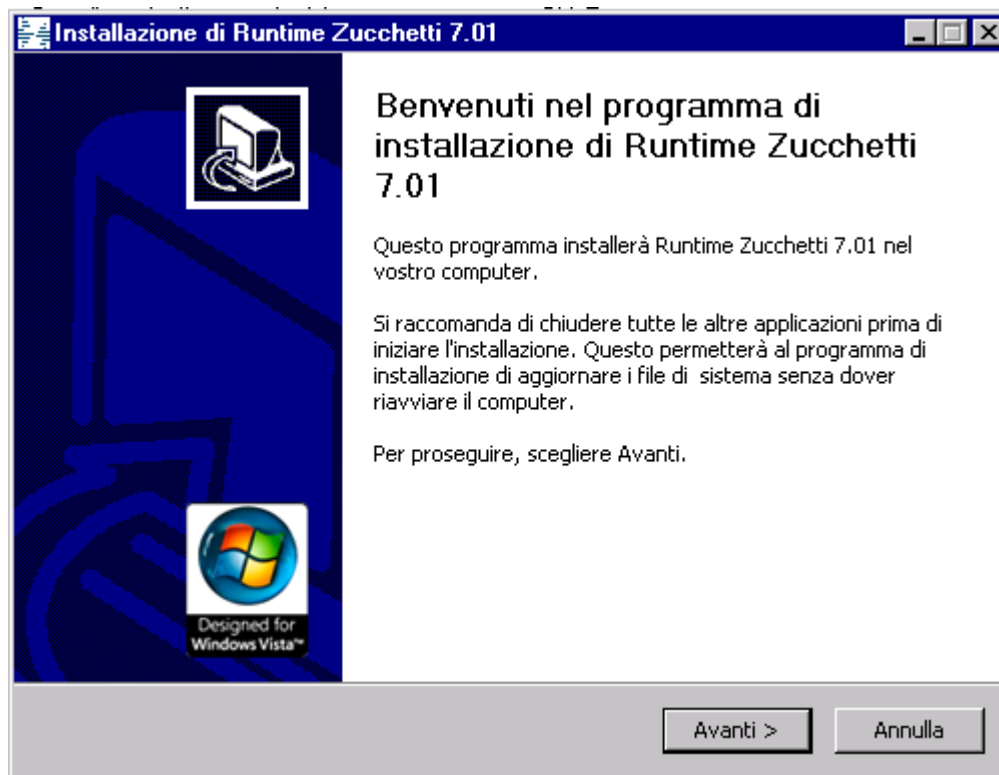 Installazione di Runtime Zucchetti 7.01
Benvenuti nel programma di
installazione di Runtime Zucchetti
7.01
Questo programma installerà Runtime Zucchetti 7.01 nel
vostro computer.
Si raccomanda di chiudere tutte le altre applicazioni prima di
iniziare l'installazione. Questo permetterà al programma di
installazione di aggiornare i file di  sistema senza dover
riavviare il computer.
Per proseguire, scegliere Avanti.
Designed for
Windows Vista™
Avanti >
Annulla